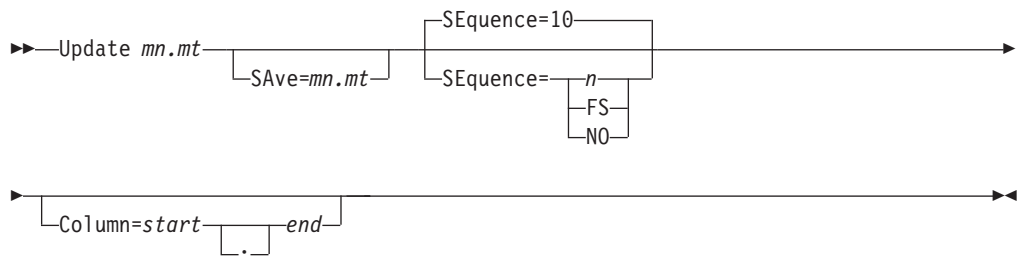 SEquence=10
Update mn.mt
SAve=mn.mt
SEquence= n
FS
NO
Column=start end
.